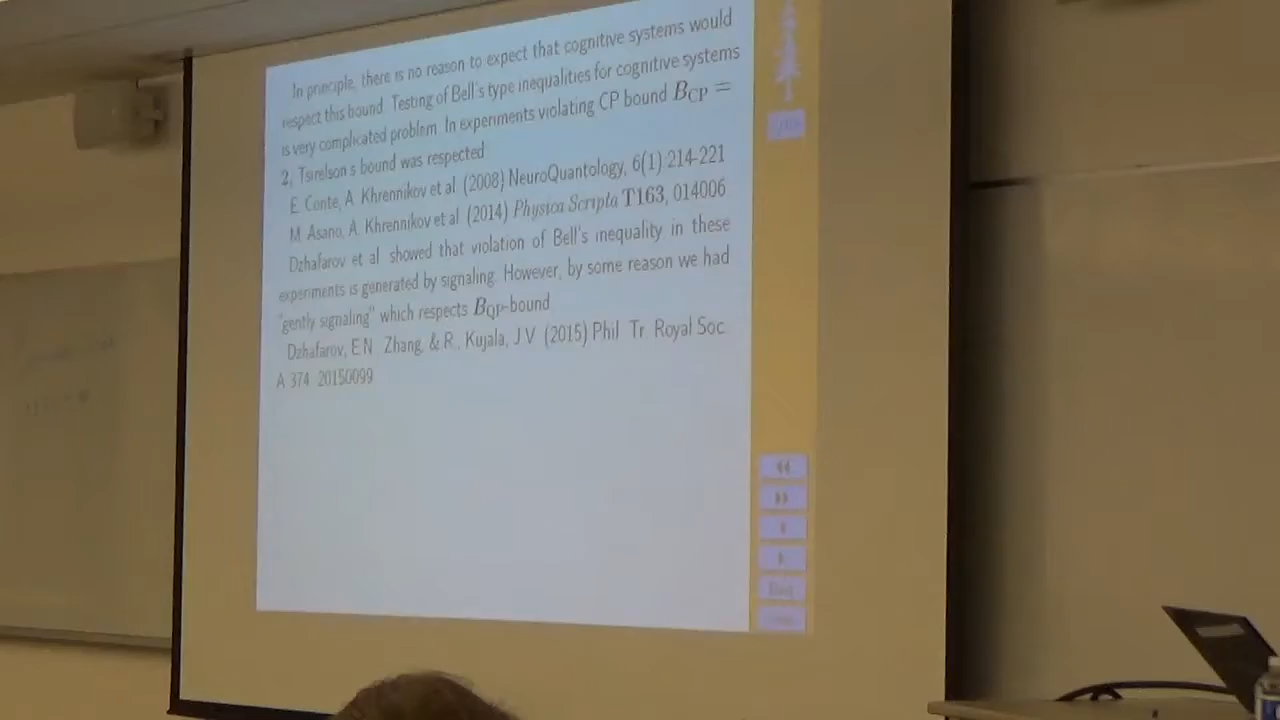 In principle, there is no reason to expect that cognitive systems would
respect this bound. Testing of Bell's type inequalities for cognitive systems
is very complicated problem. In experiments violating CP bound B_CP =
2, Tsirelson's bound was respected
E. Conte, A. Khrennikov et al. (2008) NeuroQuantology, 6(1) 214-221
M. Asano, A. Khrennikov et al. (2014) Physica Scripta T163, 014006
Dzhafarov et al. showed that violation of Bell's inequality in these
experiments is generated by signaling. However, by some reason we had
"gently signaling" which respects B_QP-bound
Dzhafarov, E.N. Zhang, & R., Kujala, J.V. (2015) Phil. Tr. Royal Soc.
A 374 20150099